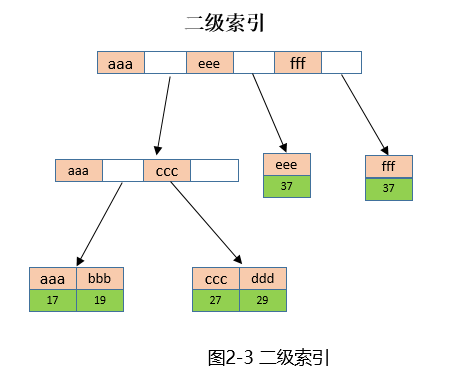 二级索引
aaa eee fff
aaa ccc
eee
37
fff
37
aaa bbb
17 19
ccc ddd
27 29
图2-3 二级索引